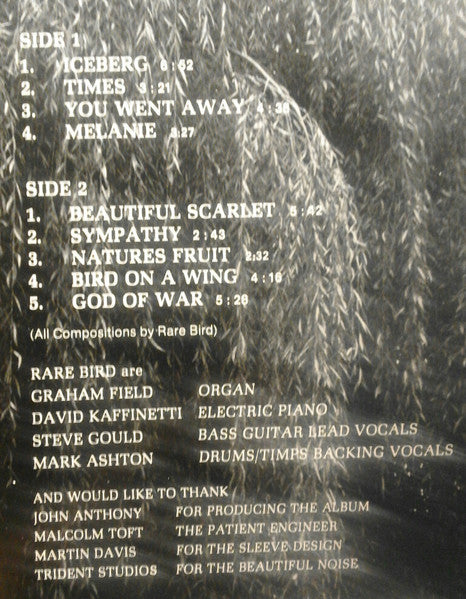 SIDE 1
1. ICEBERG 6:52
2. TIMES 3:21
3. YOU WENT AWAY 4:36
4. MELANIE 3:27
SIDE 2
1. BEAUTIFUL SCARLET 5:42
2. SYMPATHY 2:43
3. NATURES FRUIT 2:32
4. BIRD ON A WING 4:16
5. GOD OF WAR 5:26
(All Compositions by Rare Bird)
RARE BIRD are
GRAHAM FIELD ORGAN
DAVID KAFFINETTI ELECTRIC PIANO
STEVE GOULD BASS GUITAR LEAD VOCALS
MARK ASHTON DRUMS/TIMPS BACKING VOCALS
AND WOULD LIKE TO THANK
JOHN ANTHONY FOR PRODUCING THE ALBUM
MALCOLM TOFT THE PATIENT ENGINEER
MARTIN DAVIS FOR THE SLEEVE DESIGN
TRIDENT STUDIOS FOR THE BEAUTIFUL NOISE